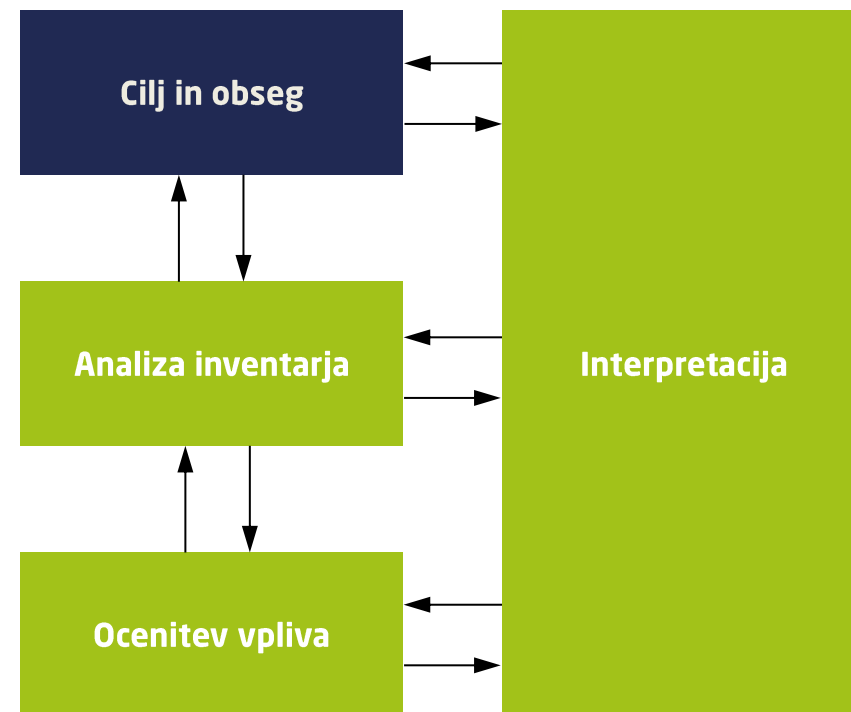 Cilj in obseg
Analiza inventarja
Interpretacija
Ocenitev vpliva